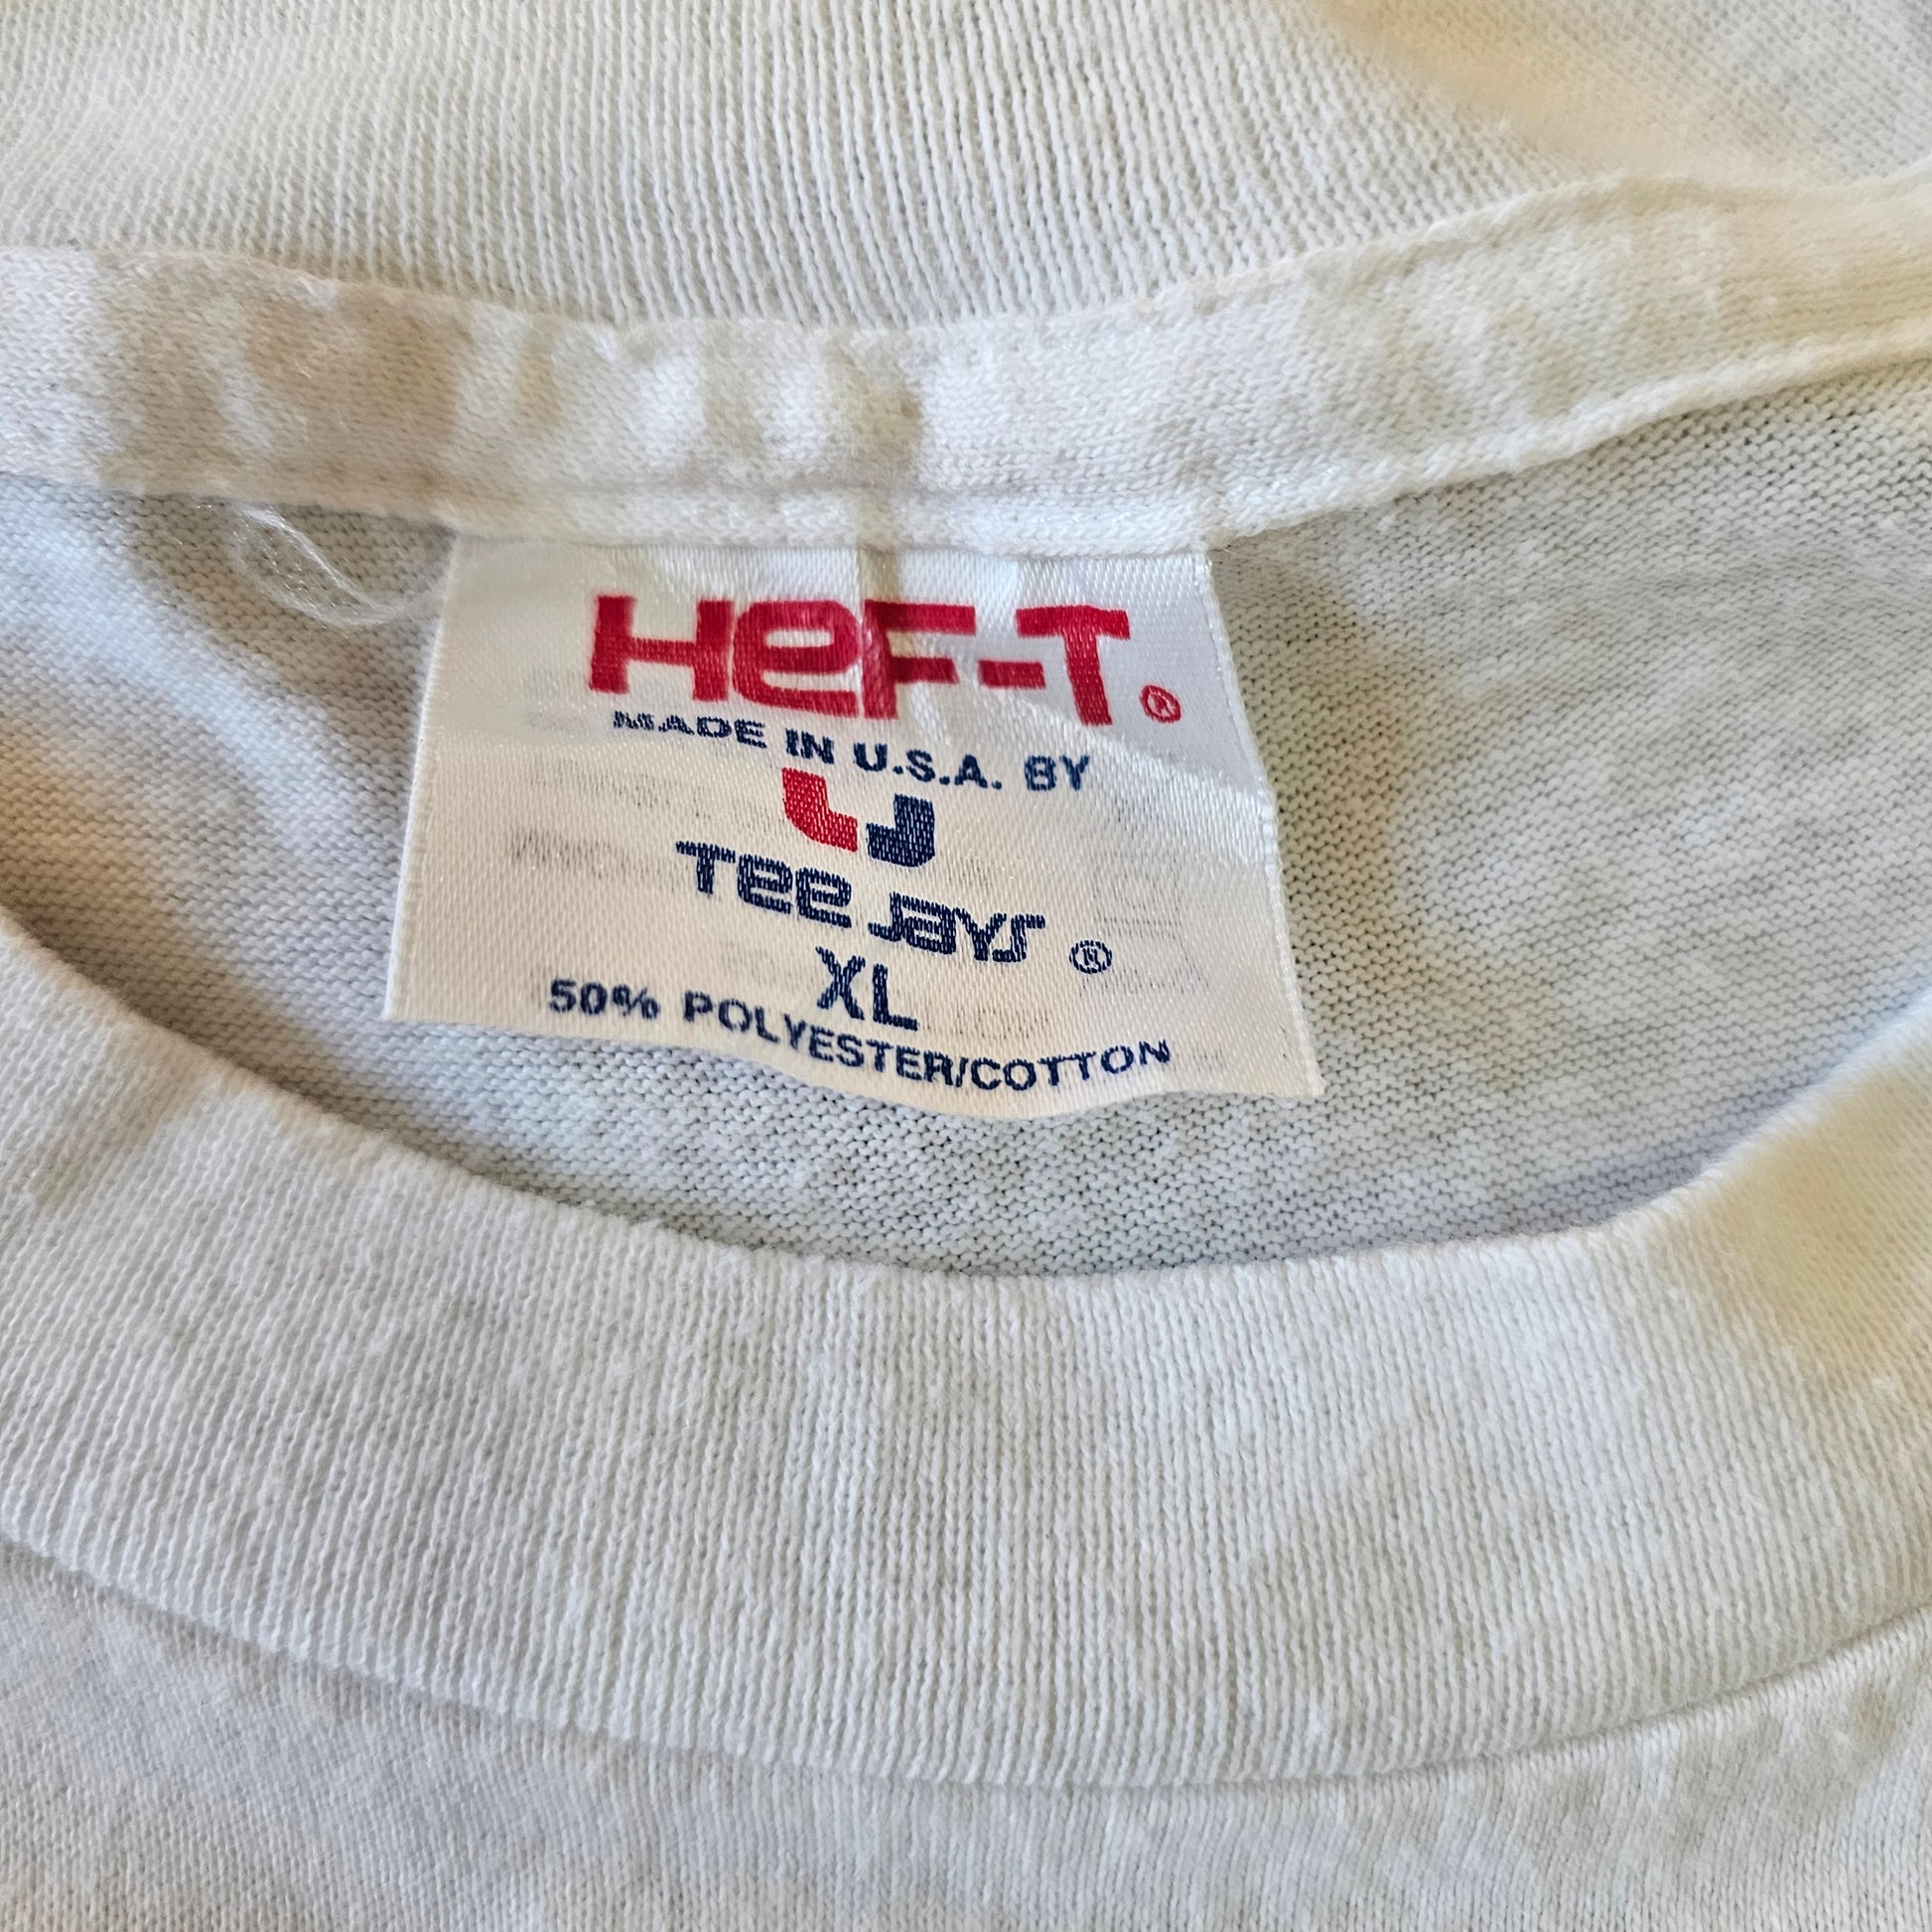 HeF-T®
MADE IN U.S.A. BY
Tee Jays®
XL
50% POLYESTER/COTTON